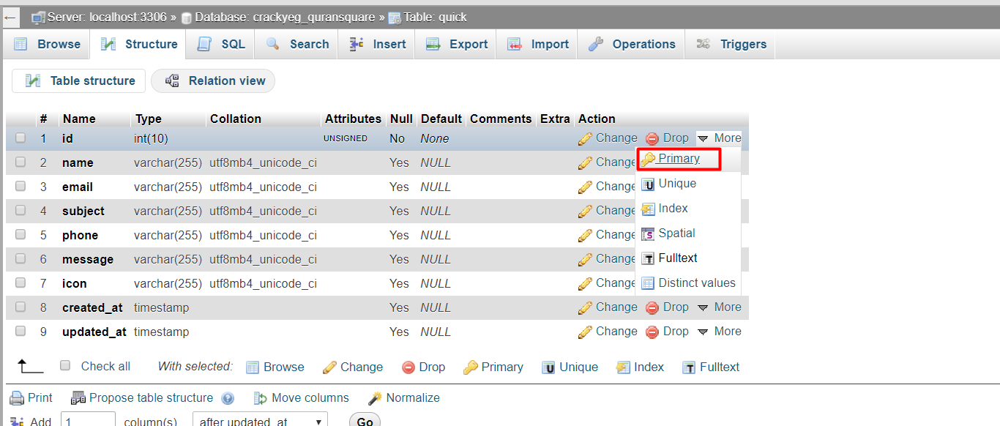 ← Server: localhost:3306 » Database: crackyeg_quransquare » Table: quick
Browse Structure SQL Search Insert Export Import Operations Triggers
Table structure Relation view
# Name Type Collation Attributes Null Default Comments Extra Action
1 id int(10) UNSIGNED No None Change Drop More
2 name varchar(255) utf8mb4_unicode_ci Yes NULL Change Primary
3 email varchar(255) utf8mb4_unicode_ci Yes NULL Change Unique
4 subject varchar(255) utf8mb4_unicode_ci Yes NULL Change Index
5 phone varchar(255) utf8mb4_unicode_ci Yes NULL Change Spatial
6 message varchar(255) utf8mb4_unicode_ci Yes NULL Change Fulltext
7 icon varchar(255) utf8mb4_unicode_ci Yes NULL Change Distinct values
8 created_at timestamp Yes NULL Change Drop More
9 updated_at timestamp Yes NULL Change Drop More
Check all With selected: Browse Change Drop Primary Unique Index Fulltext
Print Propose table structure Move columns Normalize
Add 1 column(s) after updated_at Go